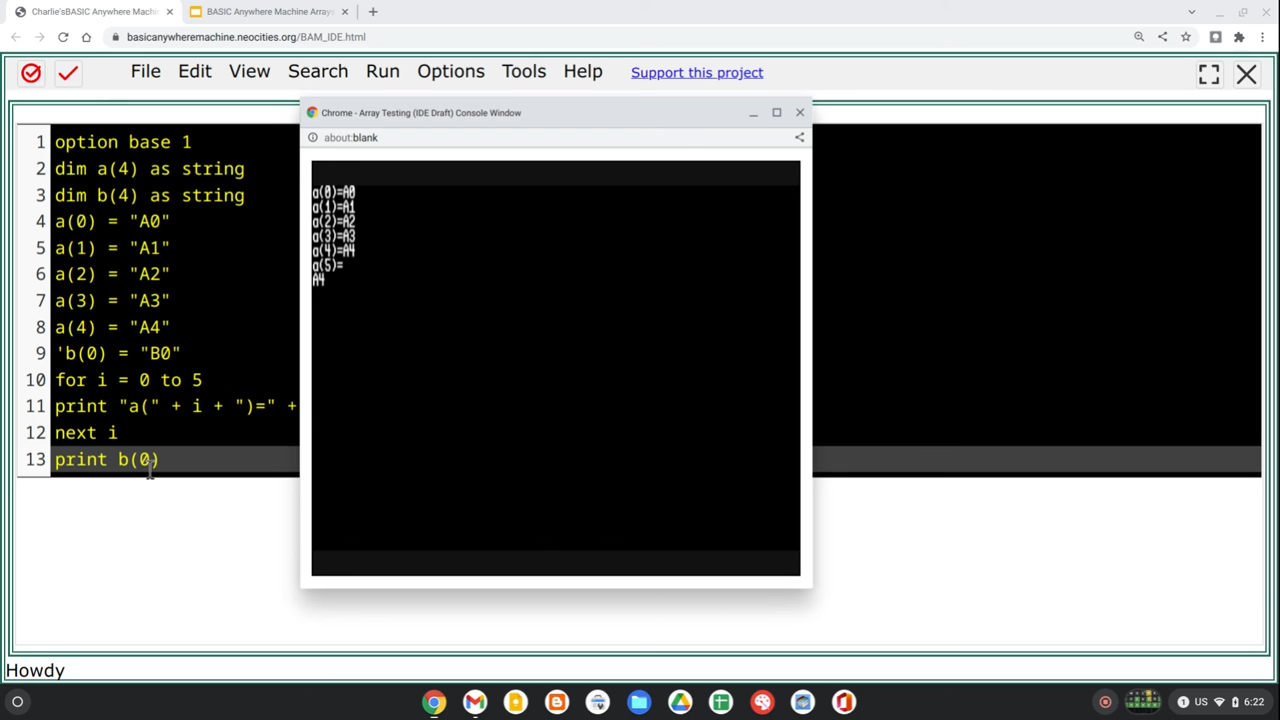 Charlie'sBASIC Anywhere Machine
BASIC Anywhere Machine Arrays
basicanywheremachine.neocities.org/BAM_IDE.html
File Edit View Search Run Options Tools Help Support this project
Chrome - Array Testing (IDE Draft) Console Window
about:blank
1 option base 1
2 dim a(4) as string
3 dim b(4) as string
4 a(0) = "A0"
5 a(1) = "A1"
6 a(2) = "A2"
7 a(3) = "A3"
8 a(4) = "A4"
9 'b(0) = "B0"
10 for i = 0 to 5
11 print "a(" + i + ")=" +
12 next i
13 print b(0)
a(0)=A0
a(1)=A1
a(2)=A2
a(3)=A3
a(4)=A4
a(5)=
A4
Howdy
1 US 6:22